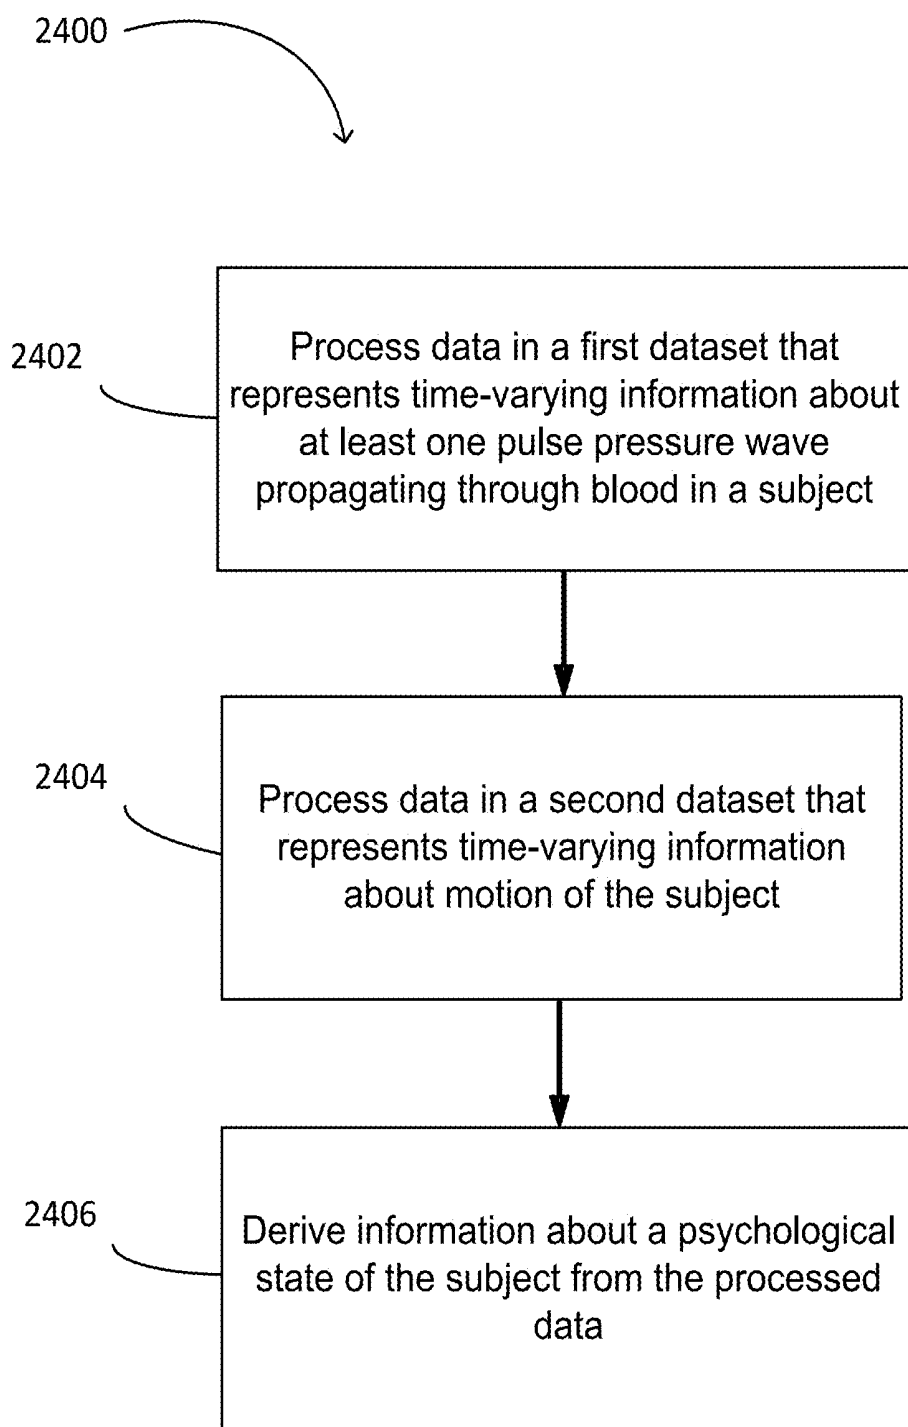 2400
2402
Process data in a first dataset that
represents time-varying information about
at least one pulse pressure wave
propagating through blood in a subject
2404
Process data in a second dataset that
represents time-varying information
about motion of the subject
2406
Derive information about a psychological
state of the subject from the processed
data